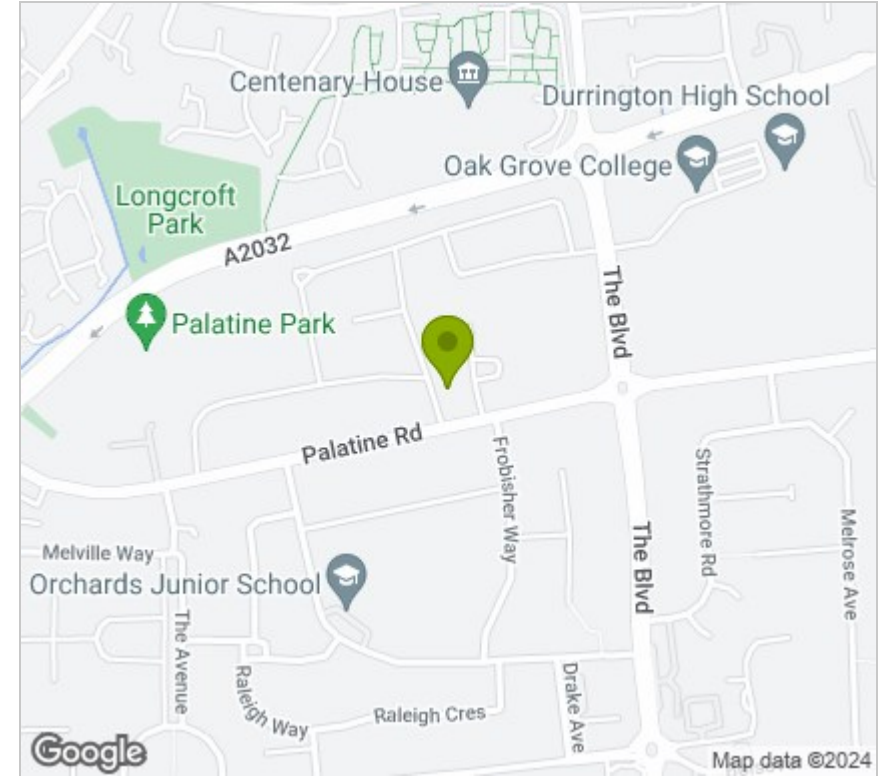 Centenary House
Durrington High School
Oak Grove College
Longcroft
Park
A2032
The Blvd
Palatine Park
Palatine Rd
Frobisher Way
Strathmore Rd
Melrose Ave
Melville Way
Orchards Junior School
The Blvd
The Avenue
Raleigh Way
Raleigh Cres
Drake Ave
Google
Map data ©2024